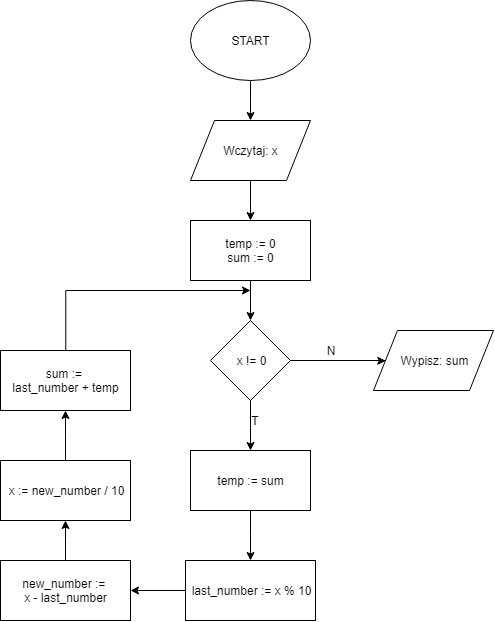 START
Wczytaj: x
temp := 0
sum := 0
x != 0
N
Wypisz: sum
T
temp := sum
last_number := x % 10
new_number :=
x - last_number
x := new_number / 10
sum :=
last_number + temp